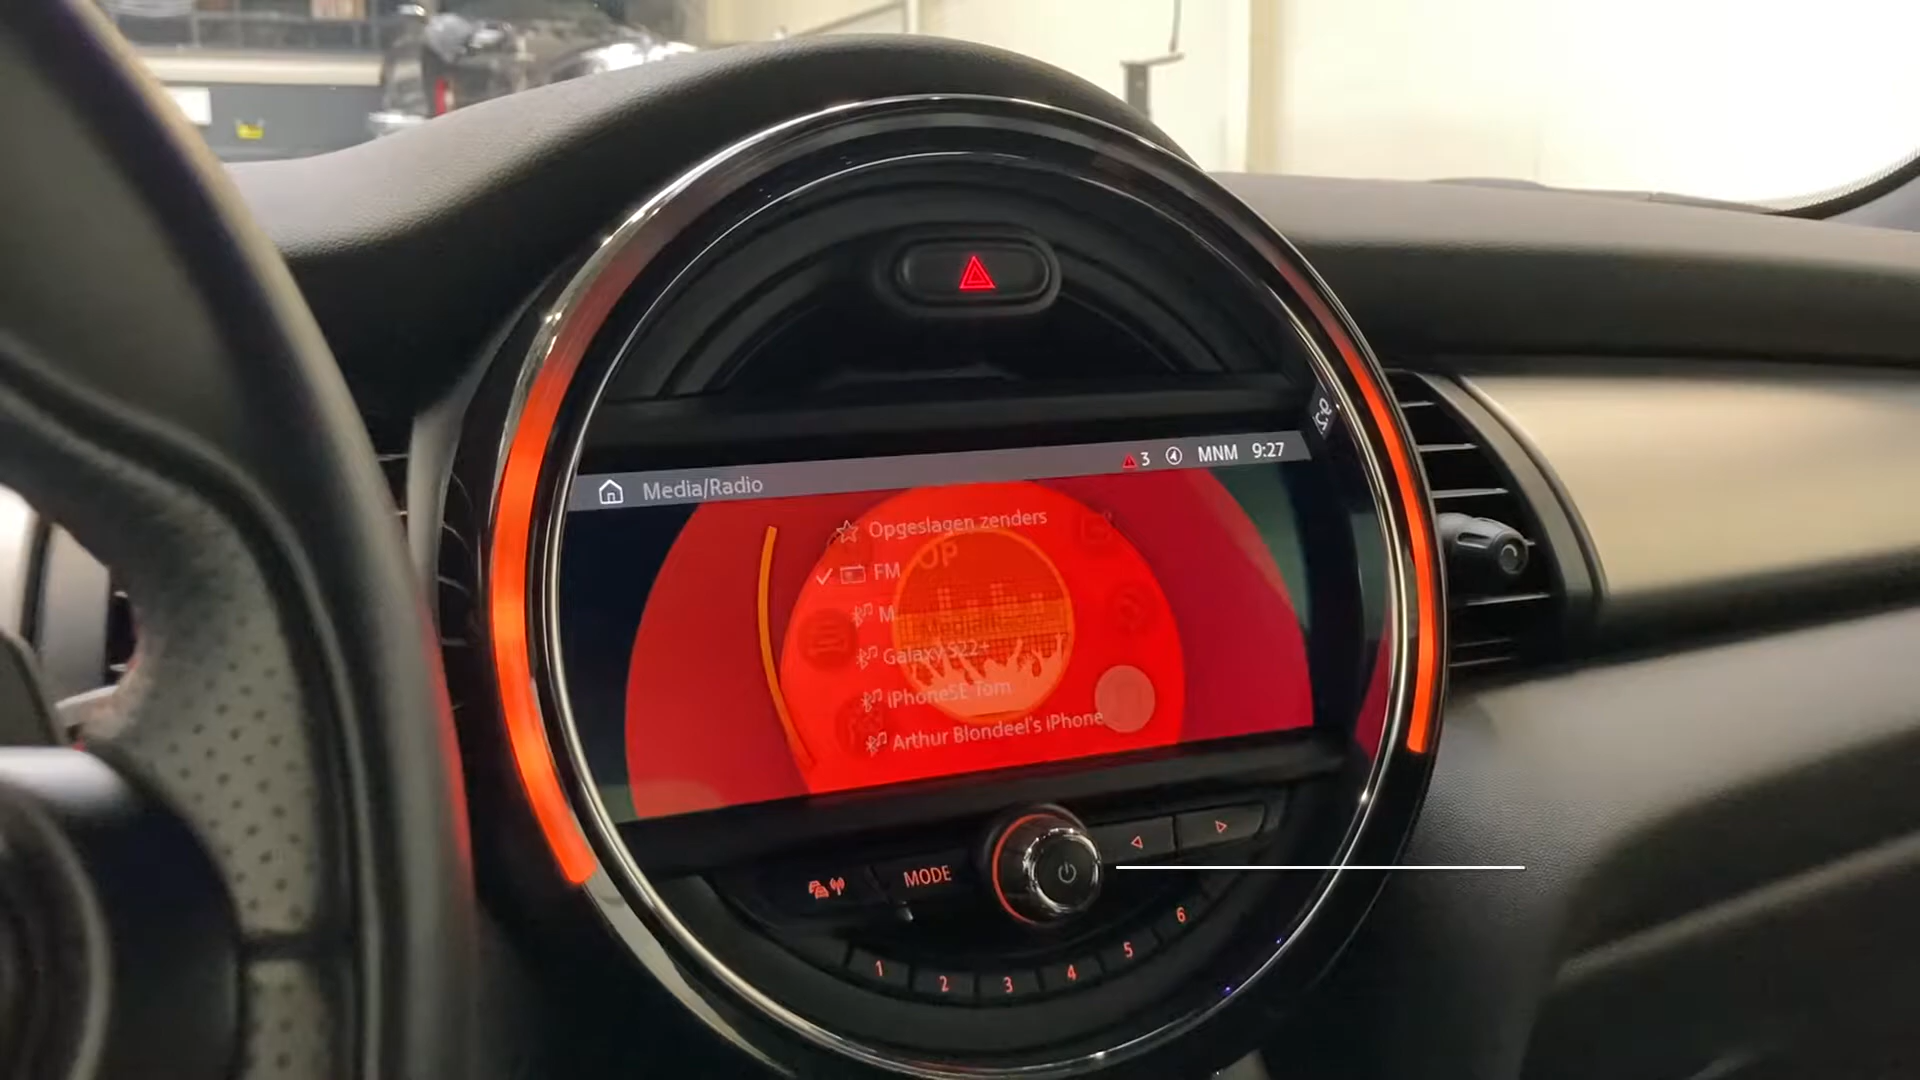 Media/Radio
3 MNM 9:27
Opgeslagen zenders
FM
M
Galaxy S22+
iPhoneSE Tom
Arthur Blondeel's iPhone
MODE
1 2 3 4 5 6